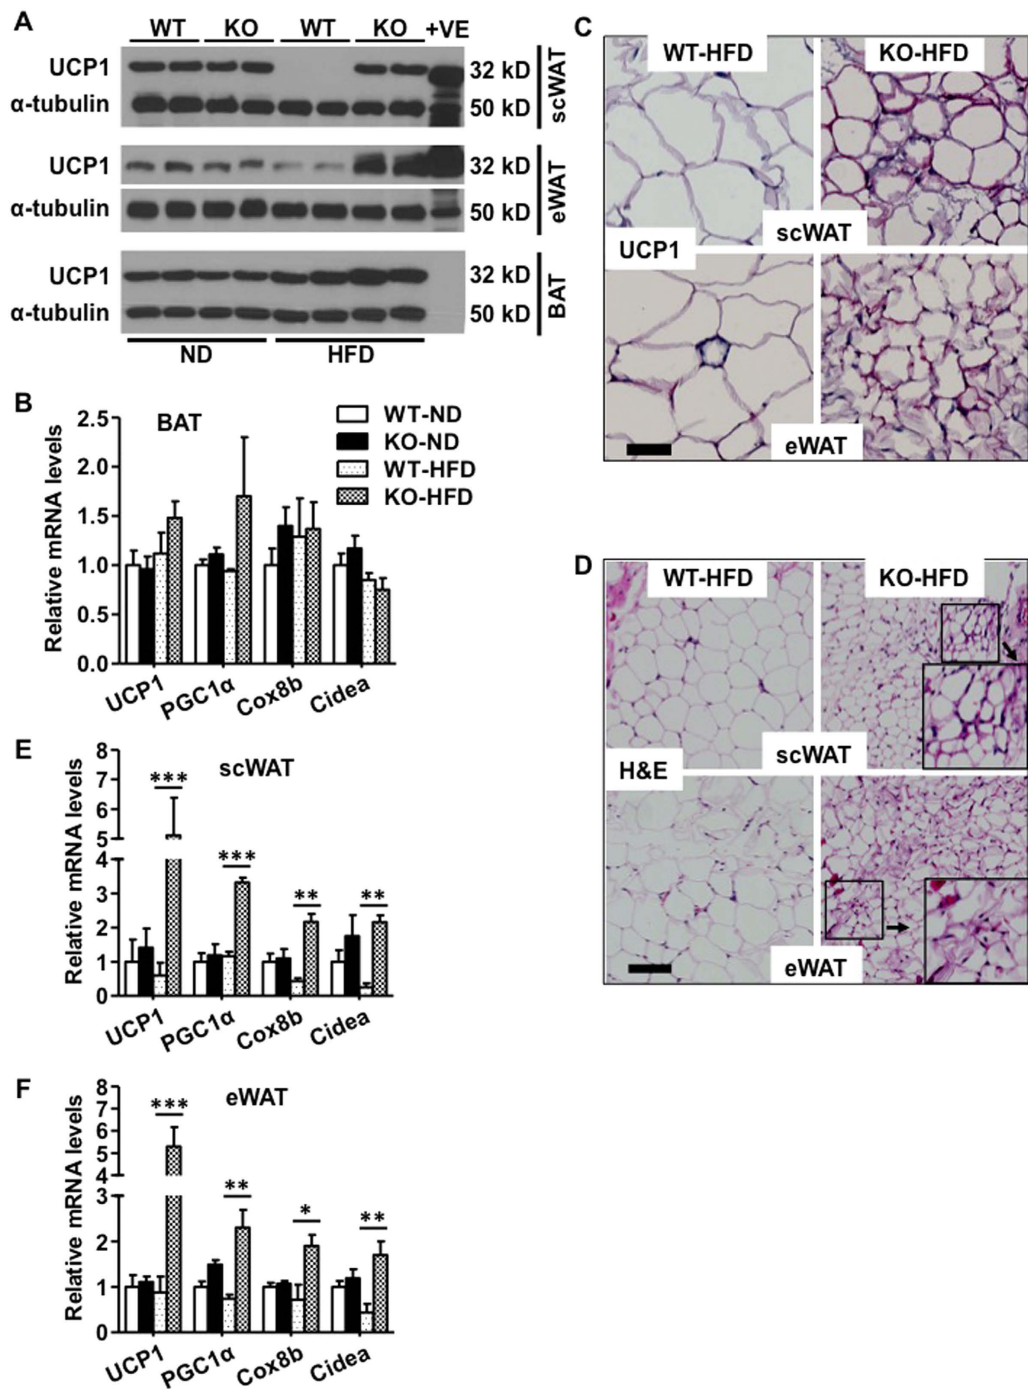 A
WT KO WT KO +VE
UCP1 32 kD
α-tubulin 50 kD
scWAT
UCP1 32 kD
α-tubulin 50 kD
eWAT
UCP1 32 kD
α-tubulin 50 kD
BAT
ND HFD
B
BAT
Relative mRNA levels
2.5
2.0
1.5
1.0
0.5
0.0
UCP1 PGC1α Cox8b Cidea
WT-ND
KO-ND
WT-HFD
KO-HFD
C
WT-HFD KO-HFD
scWAT
UCP1
eWAT
D
WT-HFD KO-HFD
scWAT
H&E
eWAT
E
scWAT
Relative mRNA levels
8
7
6
5
4
3
2
1
0
*** *** ** **
UCP1 PGC1α Cox8b Cidea
F
eWAT
Relative mRNA levels
8
7
6
5
4
3
2
1
0
*** ** * **
UCP1 PGC1α Cox8b Cidea